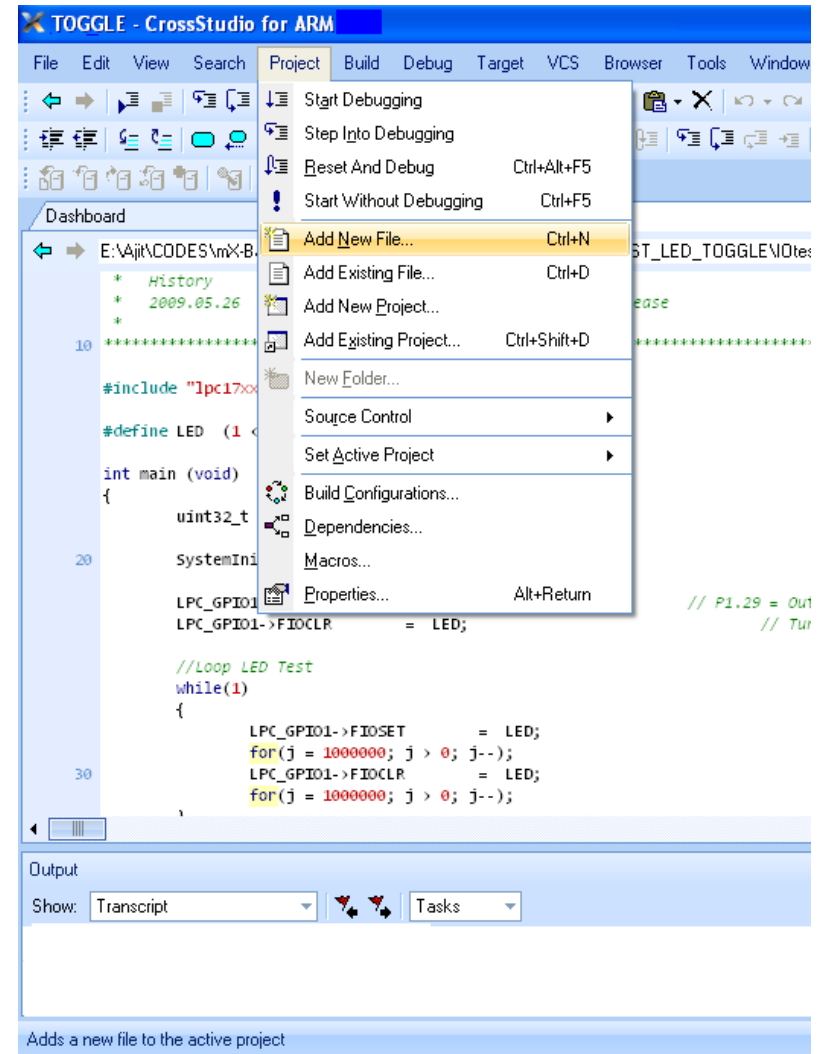 TOGGLE - CrossStudio for ARM
File Edit View Search Project Build Debug Target VCS Browser Tools Window
Start Debugging
Step Into Debugging
Reset And Debug Ctrl+Alt+F5
Start Without Debugging Ctrl+F5
Dashboard
Add New File... Ctrl+N
E:\Ajit\CODES\mX-B
ST_LED_TOGGLE\IOtes
Add Existing File... Ctrl+D
* History
* 2009.05.26
ease
Add New Project...
*
10 *****************
Add Existing Project... Ctrl+Shift+D
New Folder...
#include "lpc17xx
Source Control
#define LED (1 <
Set Active Project
int main (void)
{
Build Configurations...
uint32_t
Dependencies...
20 SystemIni
Macros...
Properties... Alt+Return
LPC_GPIO1
// P1.29 = Out
LPC_GPIO1->FIOCLR = LED; // Tur
//Loop LED Test
while(1)
{
LPC_GPIO1->FIOSET = LED;
for(j = 1000000; j > 0; j--);
30 LPC_GPIO1->FIOCLR = LED;
for(j = 1000000; j > 0; j--);
Output
Show: Transcript Tasks
Adds a new file to the active project